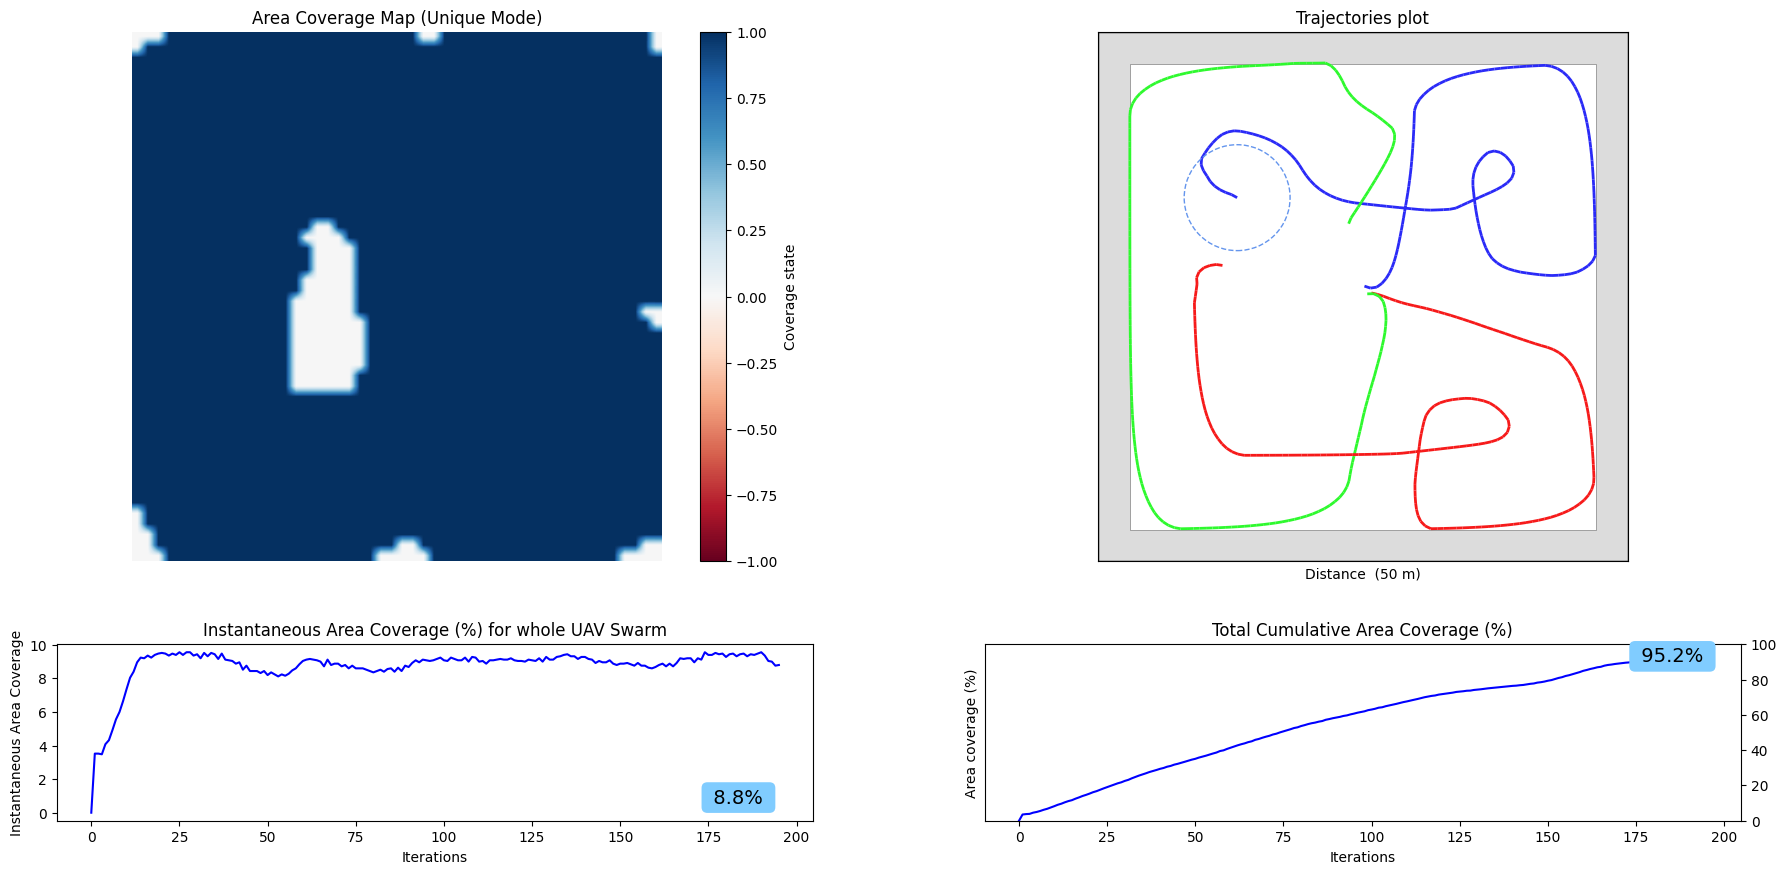 Area Coverage Map (Unique Mode)
1.00
0.75
0.50
0.25
0.00
−0.25
−0.50
−0.75
−1.00
Coverage state
Trajectories plot
Distance  (50 m)
Instantaneous Area Coverage (%) for whole UAV Swarm
Instantaneous Area Coverage
10
8
6
4
2
0
8.8%
0 25 50 75 100 125 150 175 200
Iterations
Total Cumulative Area Coverage (%)
Area coverage (%)
95.2%
100
80
60
40
20
0
0 25 50 75 100 125 150 175 200
Iterations